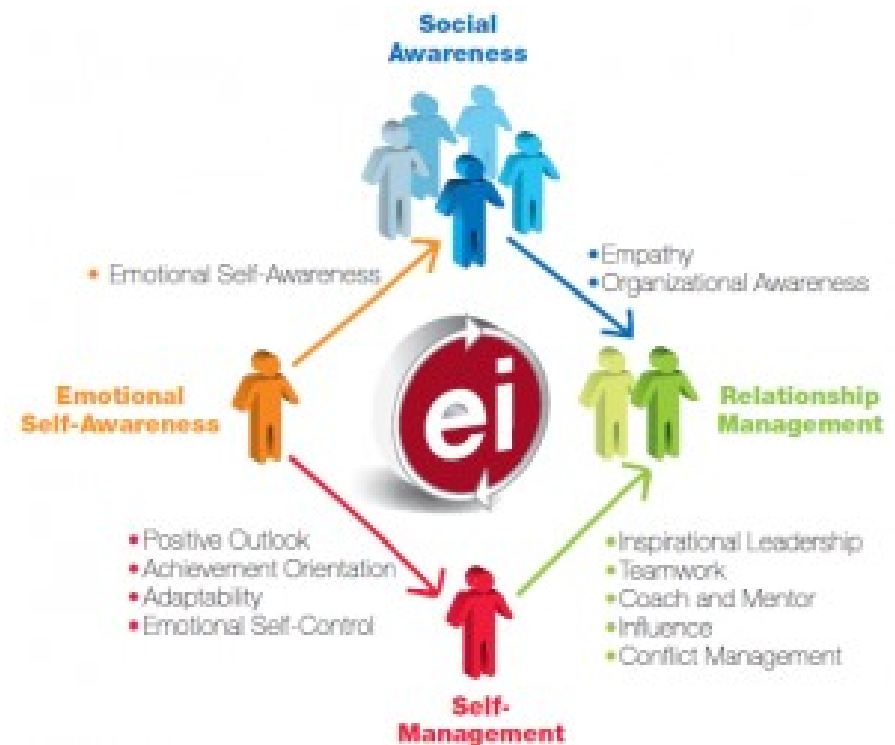 Social
Awareness
• Emotional Self-Awareness
• Empathy
• Organizational Awareness
Emotional
Self-Awareness
ei
Relationship
Management
• Positive Outlook
• Achievement Orientation
• Adaptability
• Emotional Self-Control
• Inspirational Leadership
• Teamwork
• Coach and Mentor
• Influence
• Conflict Management
Self-
Management